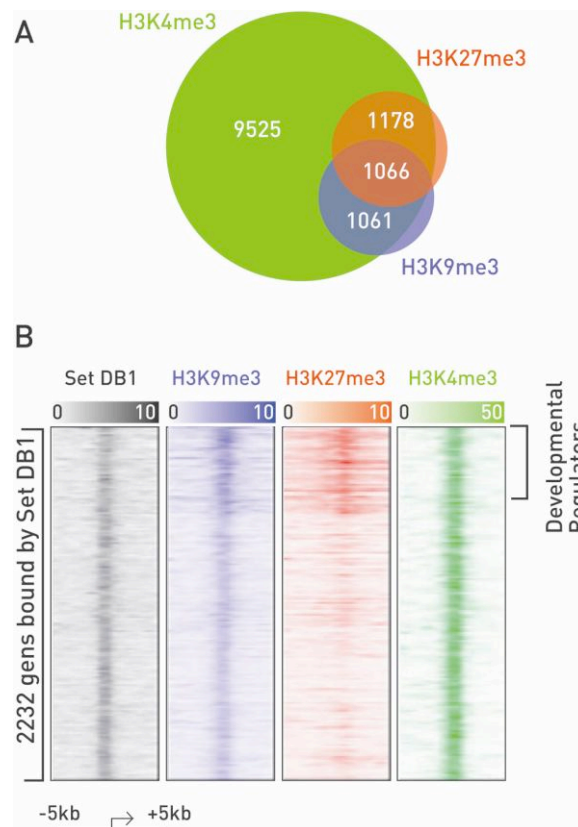 A
H3K4me3
H3K27me3
9525
1178
1066
1061
H3K9me3
B
Set DB1 H3K9me3 H3K27me3 H3K4me3
0 10 0 10 0 10 0 50
2232 gens bound by Set DB1
Developmental
-5kb +5kb